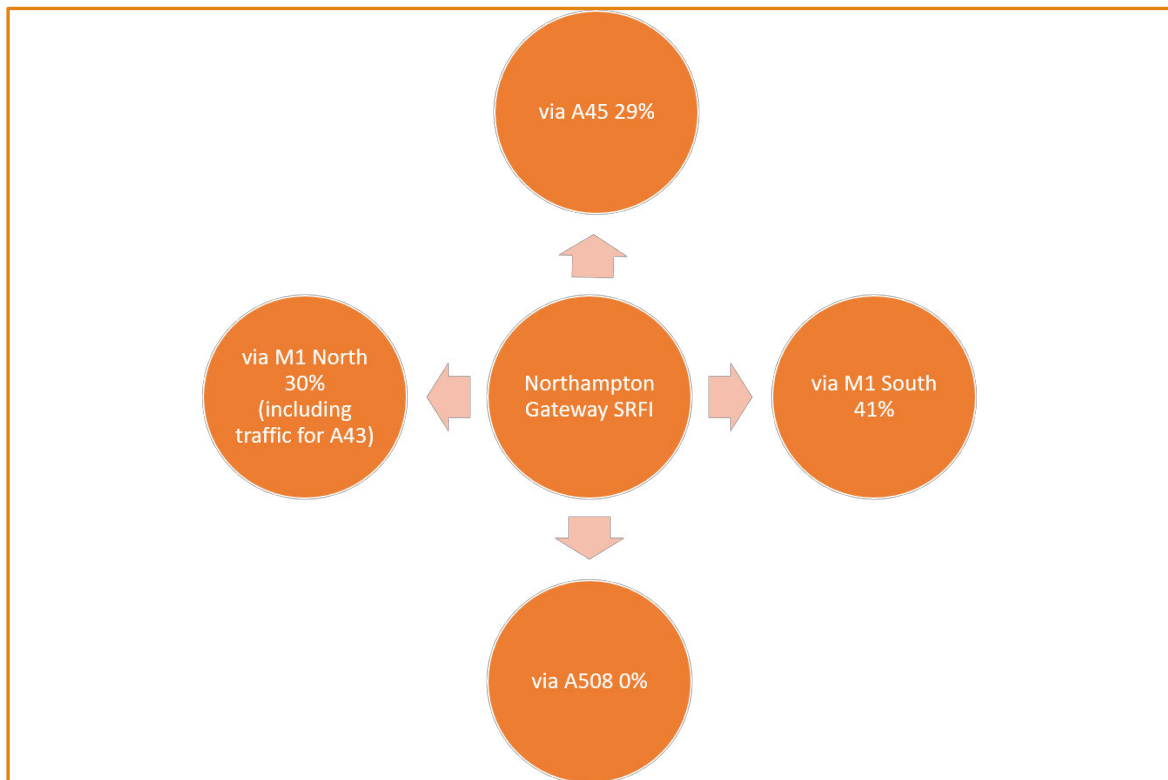 via A45 29%
via M1 North
30%
(including
traffic for A43)
Northampton
Gateway SRFI
via M1 South
41%
via A508 0%